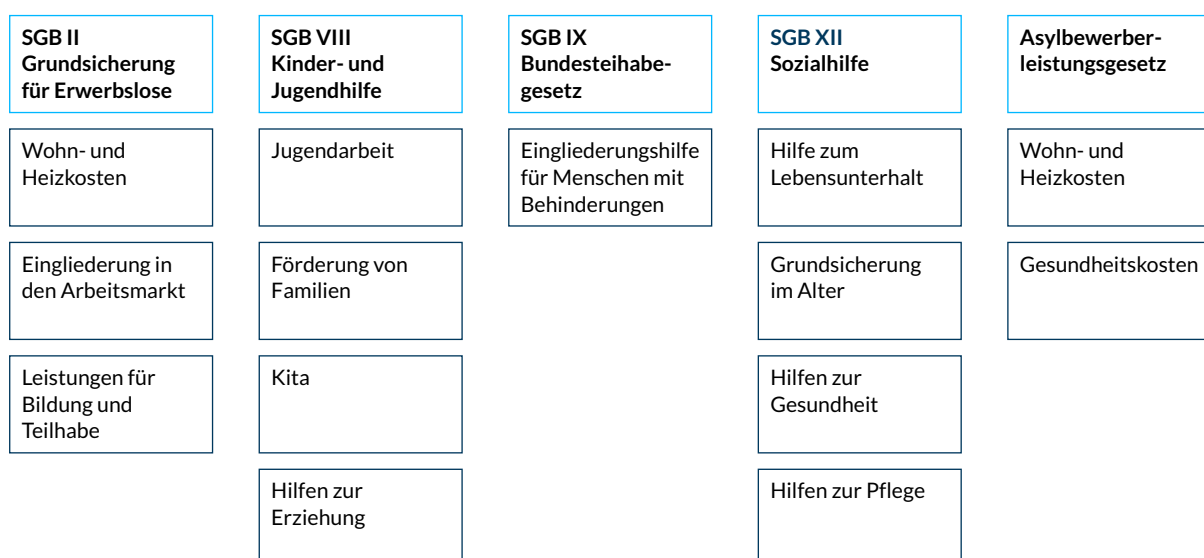 SGB II
Grundsicherung
für Erwerbslose
Wohn- und
Heizkosten
Eingliederung in
den Arbeitsmarkt
Leistungen für
Bildung und
Teilhabe
SGB VIII
Kinder- und
Jugendhilfe
Jugendarbeit
Förderung von
Familien
Kita
Hilfen zur
Erziehung
SGB IX
Bundesteihabe-
gesetz
Eingliederungshilfe
für Menschen mit
Behinderungen
SGB XII
Sozialhilfe
Hilfe zum
Lebensunterhalt
Grundsicherung
im Alter
Hilfen zur
Gesundheit
Hilfen zur Pflege
Asylbewerber-
leistungsgesetz
Wohn- und
Heizkosten
Gesundheitskosten